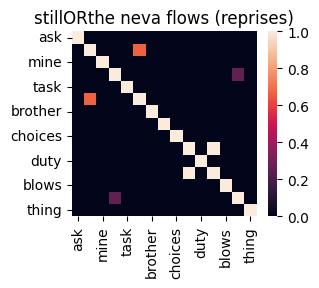 stillORthe neva flows (reprises)
ask
mine
task
brother
choices
duty
blows
thing
1.0
0.8
0.6
0.4
0.2
0.0
ask
mine
task
brother
choices
duty
blows
thing